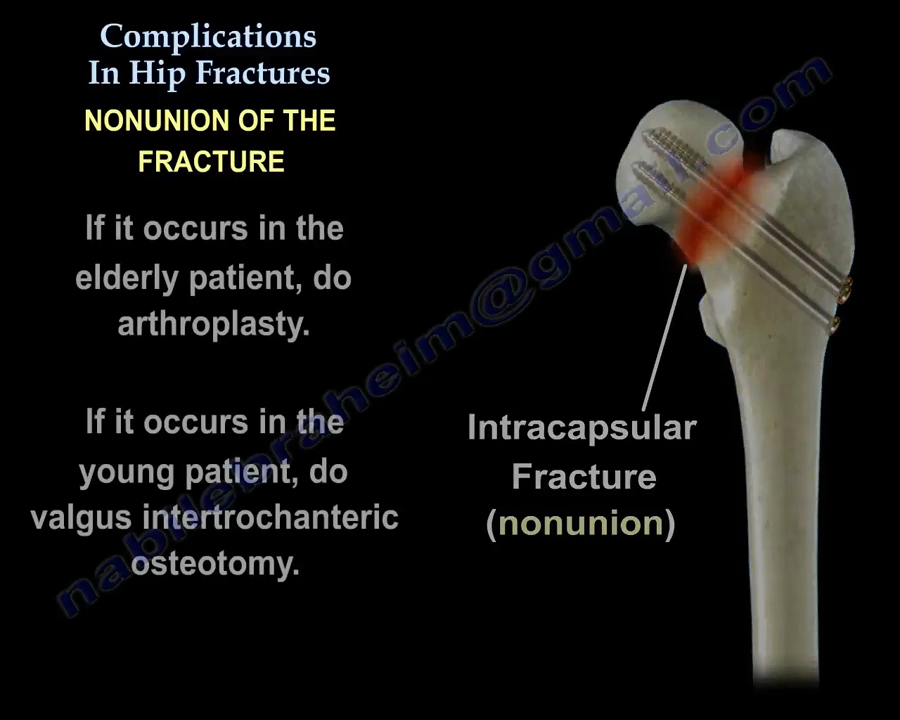 Complications
In Hip Fractures
NONUNION OF THE
FRACTURE
If it occurs in the
elderly patient, do
arthroplasty.
If it occurs in the
young patient, do
valgus intertrochanteric
osteotomy.
Intracapsular
Fracture
(nonunion)
nabilebraheim@gmail.com